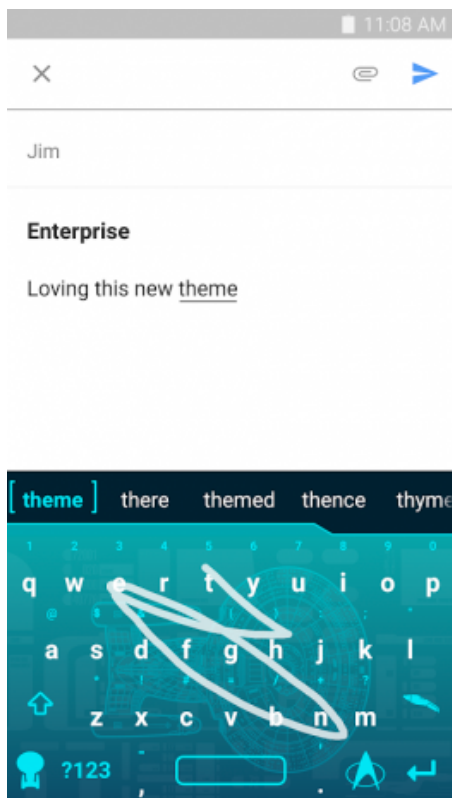 11:08 AM
Jim
Enterprise
Loving this new theme
theme there themed thence thyme
1 2 3 4 5 6 7 8 9 0
q w e r t y u i o p
a s d f g h j k l
z x c v b n m
?123 , .